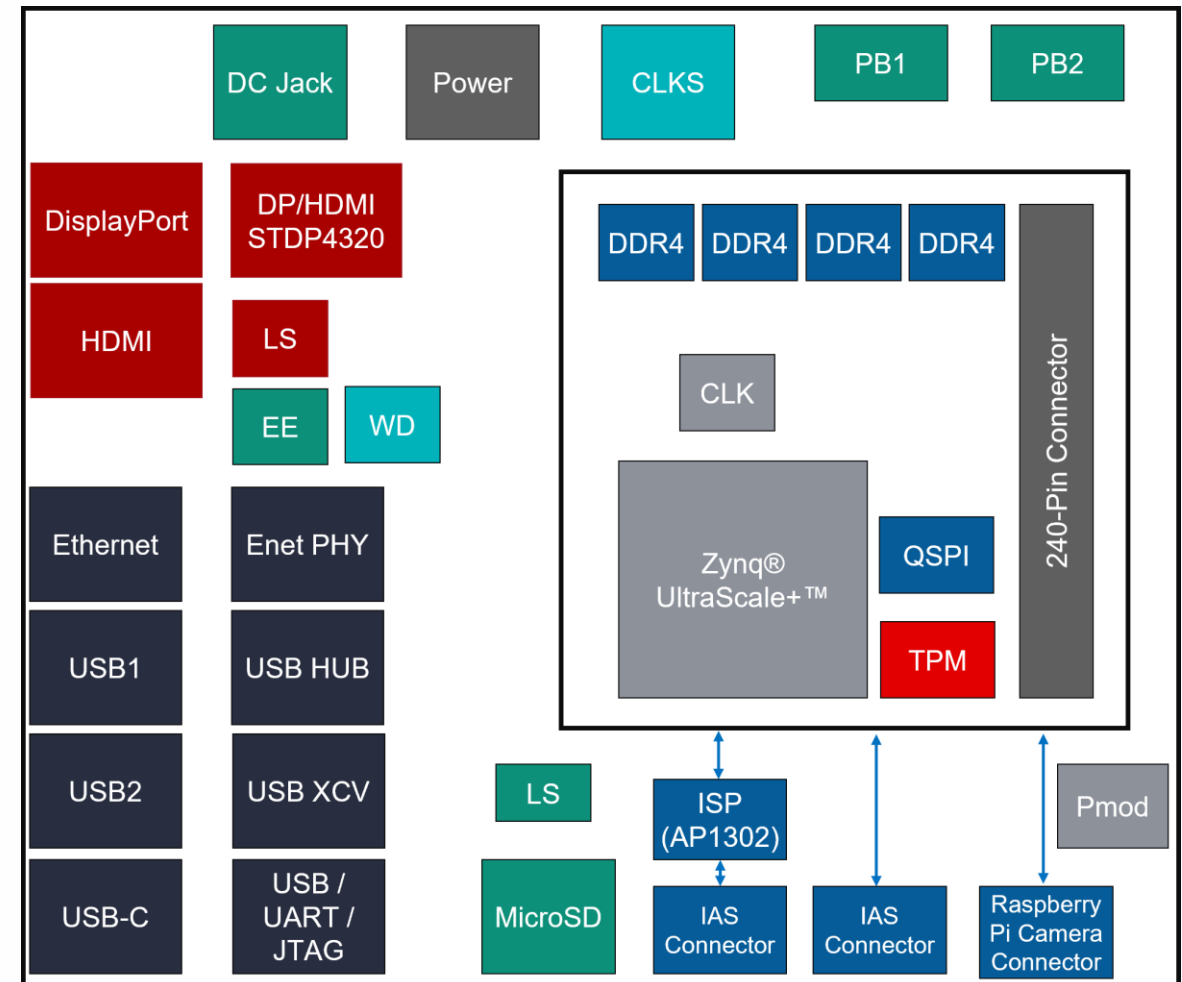 DC Jack
Power
CLKS
PB1
PB2
DisplayPort
DP/HDMI
STDP4320
DDR4
DDR4
DDR4
DDR4
HDMI
LS
CLK
240-Pin Connector
EE
WD
Ethernet
Enet PHY
Zynq®
UltraScale+™
QSPI
TPM
USB1
USB HUB
USB2
USB XCV
LS
ISP
(AP1302)
Pmod
USB-C
USB /
UART /
JTAG
MicroSD
IAS
Connector
IAS
Connector
Raspberry
Pi Camera
Connector